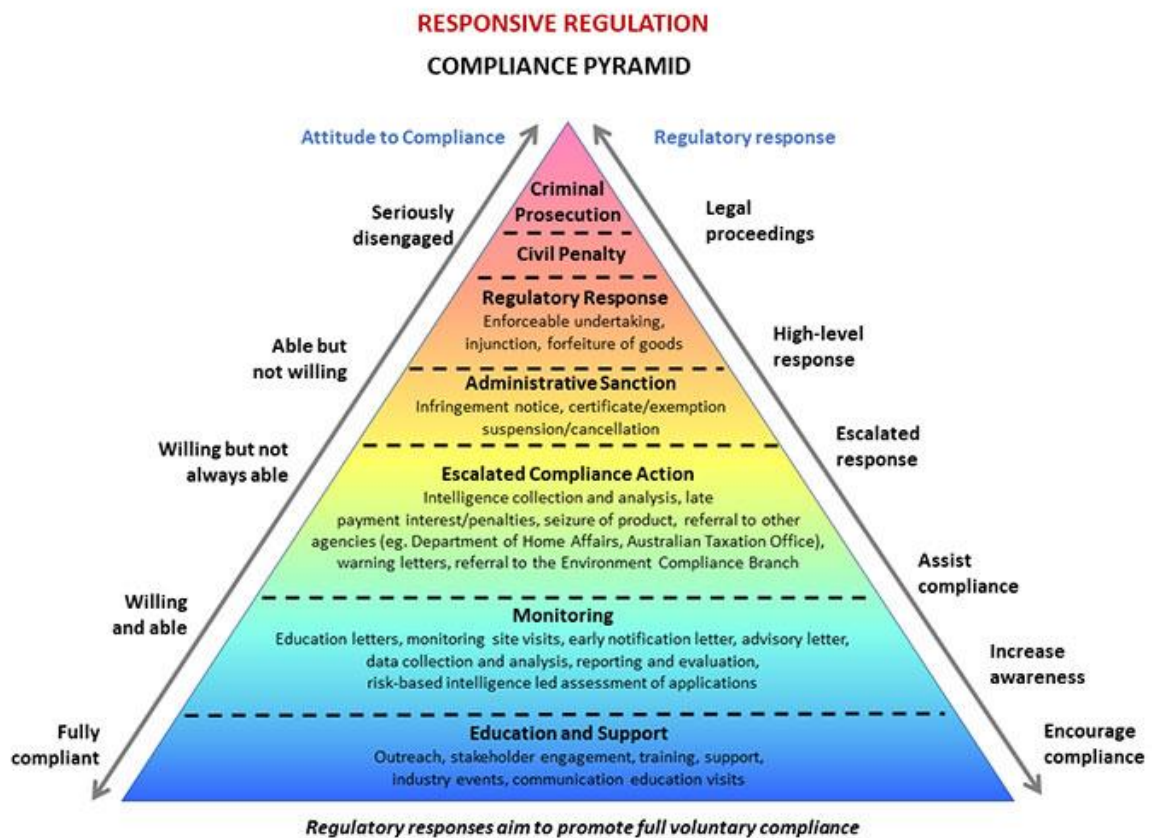 RESPONSIVE REGULATION
COMPLIANCE PYRAMID
Attitude to Compliance
Regulatory response
Criminal
Prosecution
Seriously
disengaged
Legal
proceedings
Civil Penalty
Regulatory Response
Enforceable undertaking,
injunction, forfeiture of goods
Able but
not willing
High-level
response
Administrative Sanction
Infringement notice, certificate/exemption
suspension/cancellation
Willing but not
always able
Escalated
response
Escalated Compliance Action
Intelligence collection and analysis, late
payment interest/penalties, seizure of product, referral to other
agencies (eg. Department of Home Affairs, Australian Taxation Office),
warning letters, referral to the Environment Compliance Branch
Assist
compliance
Willing
and able
Monitoring
Education letters, monitoring site visits, early notification letter, advisory letter,
data collection and analysis, reporting and evaluation,
risk-based intelligence led assessment of applications
Increase
awareness
Fully
compliant
Education and Support
Outreach, stakeholder engagement, training, support,
industry events, communication education visits
Encourage
compliance
Regulatory responses aim to promote full voluntary compliance